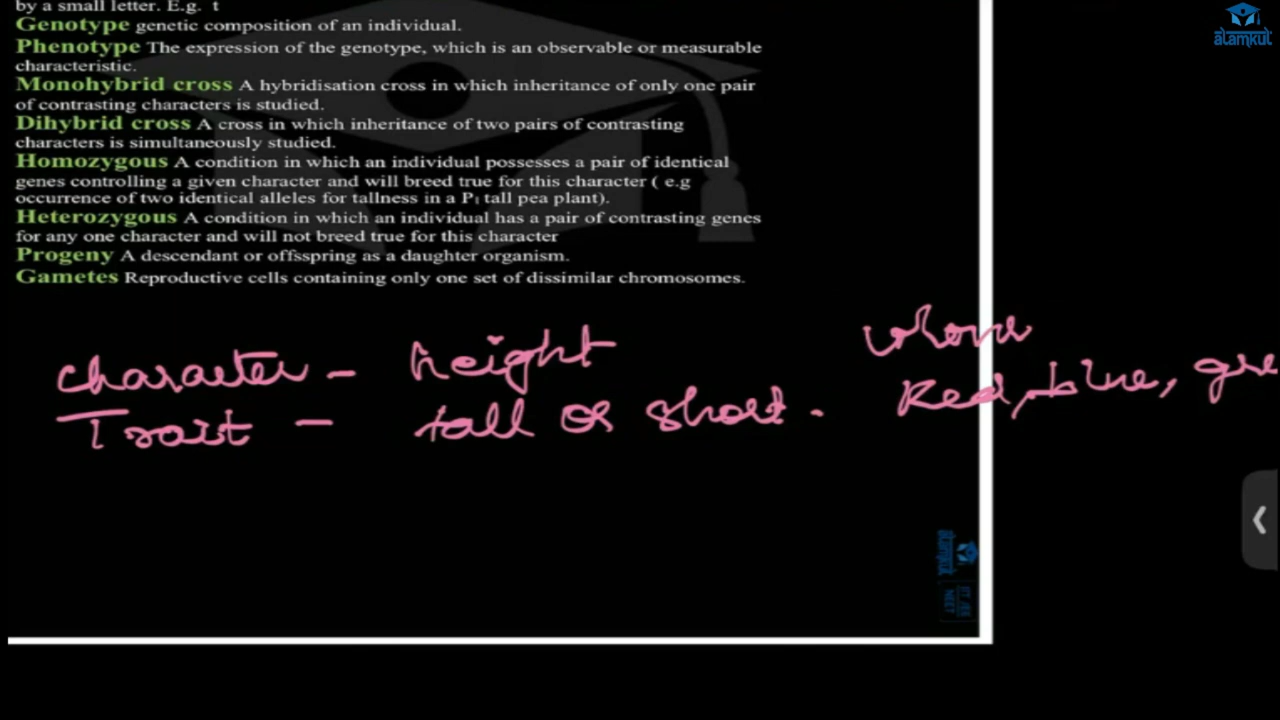 by a small letter. E.g. t
Genotype genetic composition of an individual.
Phenotype The expression of the genotype, which is an observable or measurable
characteristic.
Monohybrid cross A hybridisation cross in which inheritance of only one pair
of contrasting characters is studied.
Dihybrid cross A cross in which inheritance of two pairs of contrasting
characters is simultaneously studied.
Homozygous A condition in which an individual possesses a pair of identical
genes controlling a given character and will breed true for this character ( e.g
occurrence of two identical alleles for tallness in a P₁ tall pea plant).
Heterozygous A condition in which an individual has a pair of contrasting genes
for any one character and will not breed true for this character
Progeny A descendant or offsspring as a daughter organism.
Gametes Reproductive cells containing only one set of dissimilar chromosomes.
Character - height
Trait - tall or short.
Red, blue, gre
alamkul
alamkul
IIT JEE
NEET